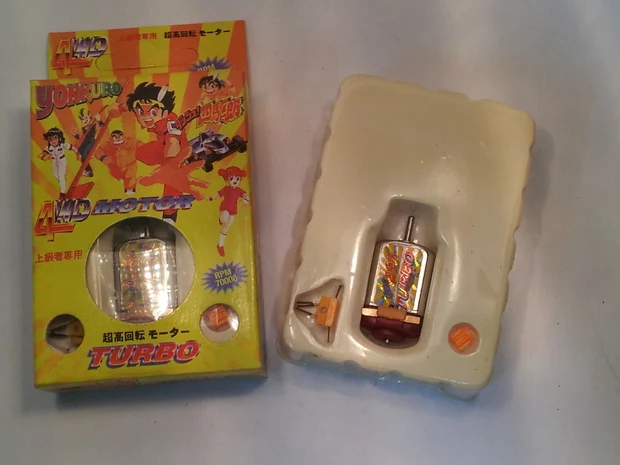 4WD
上級者専用 超高回転モーター
RPM
YONKURO
4WD MOTOR
上級者専用
RPM
70000
超高回転モーター
TURBO